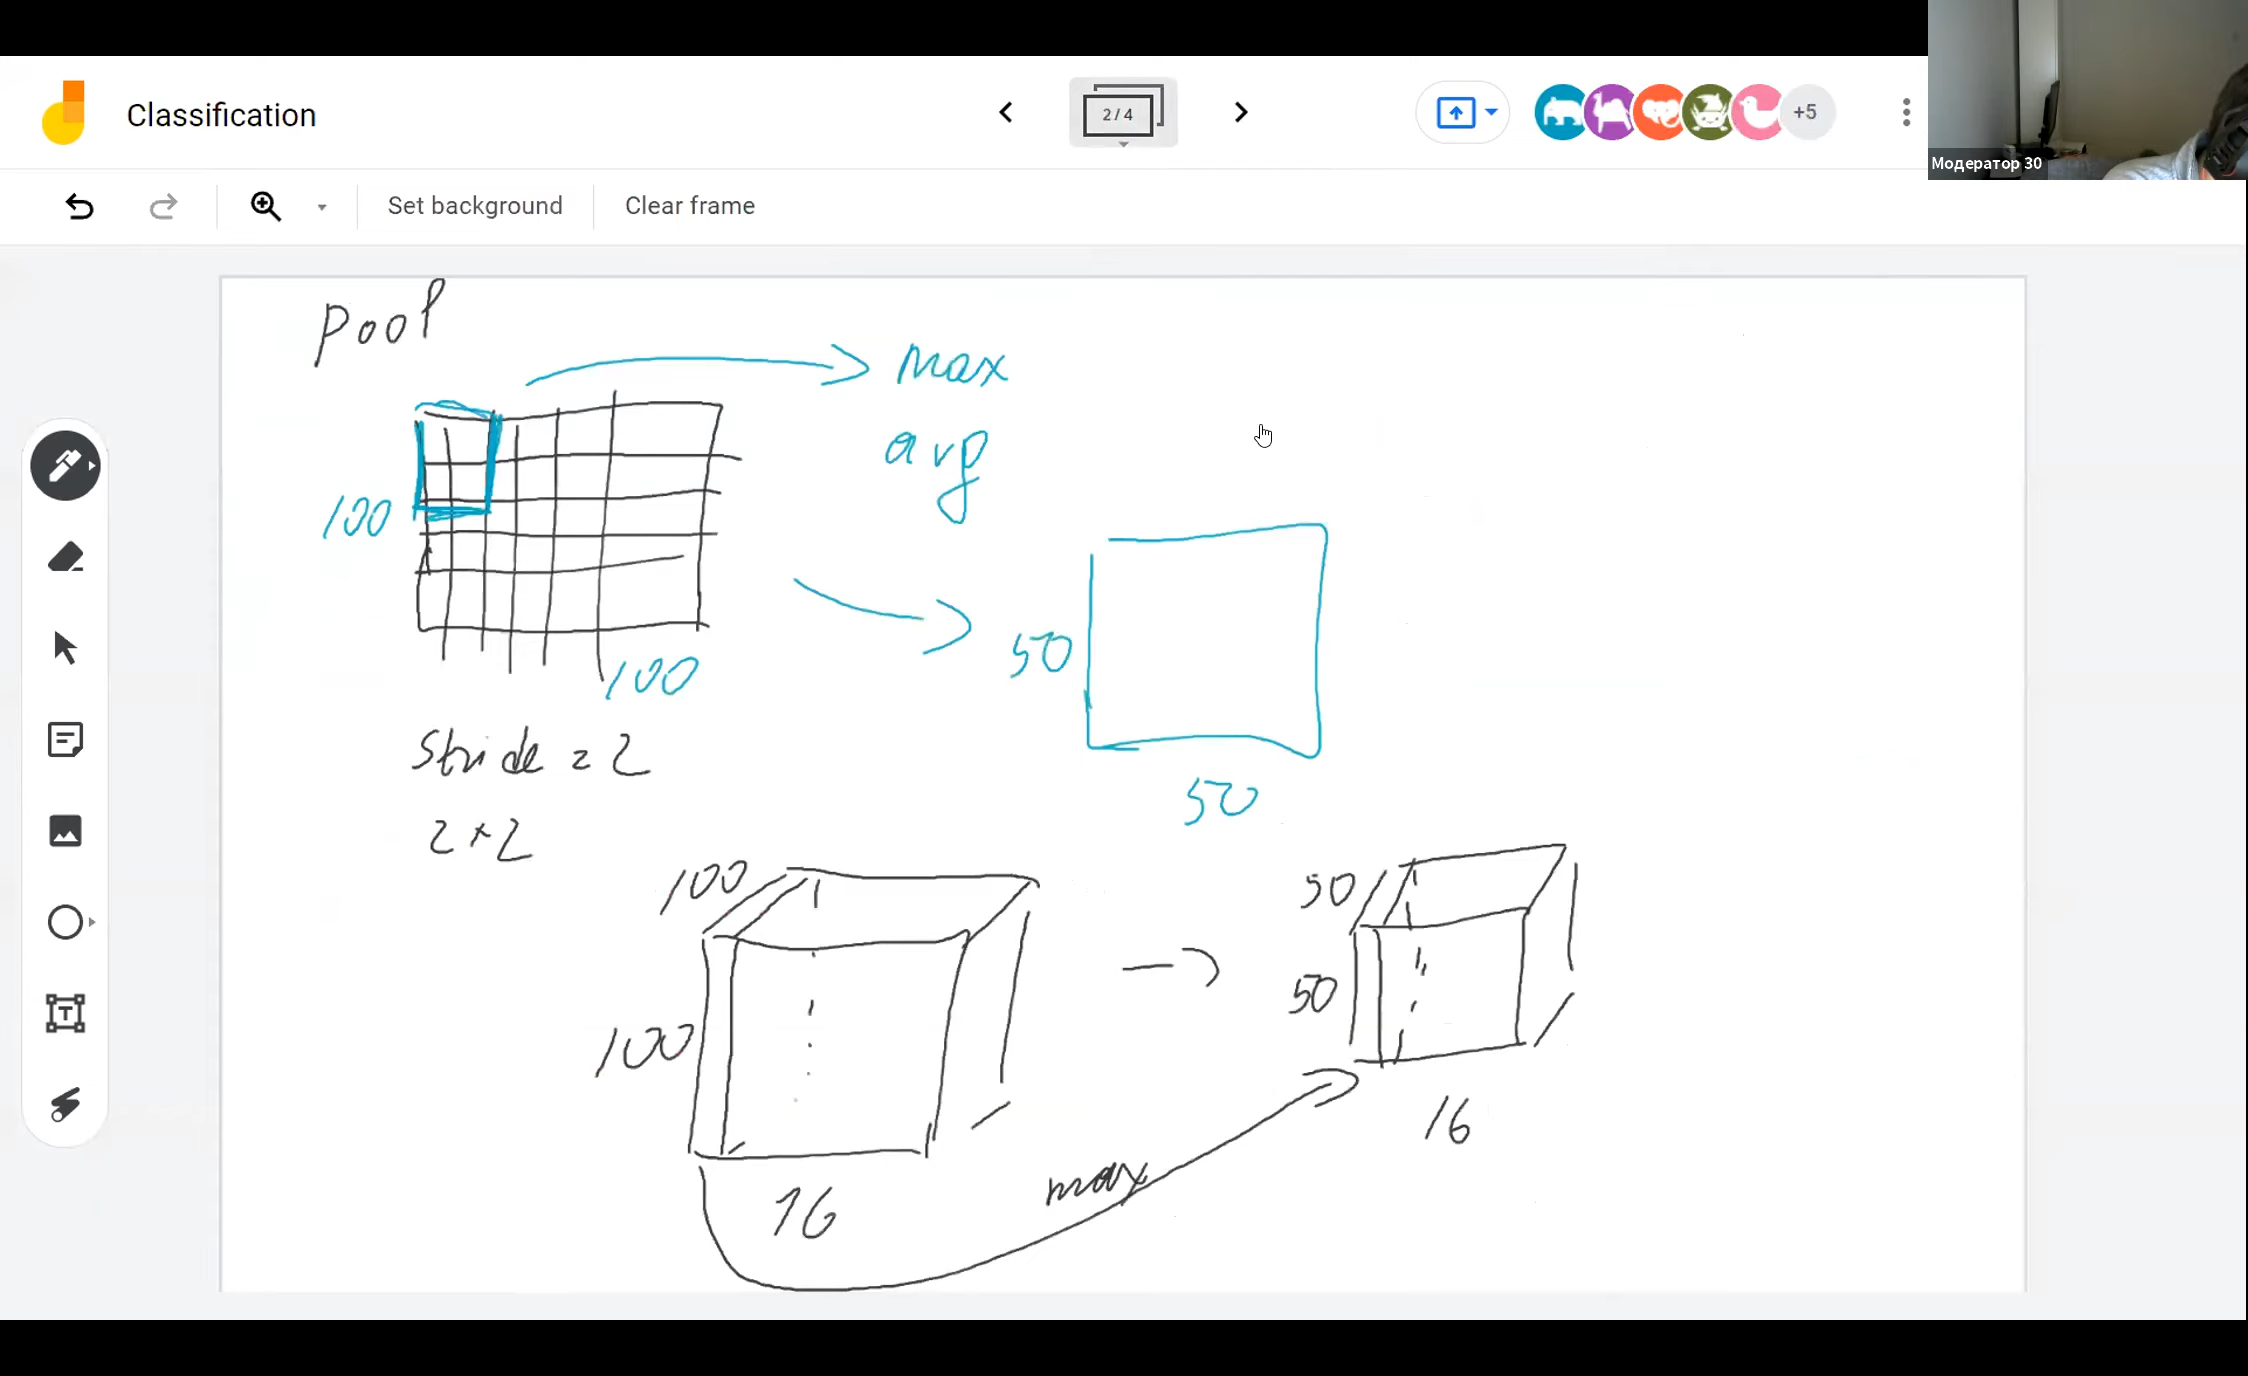 Classification
2 / 4
+5
Модератор 30
Set background
Clear frame
pool
max
avg
100
100
50
50
Stride = 2
2 × 2
100
100
16
50
50
16
max